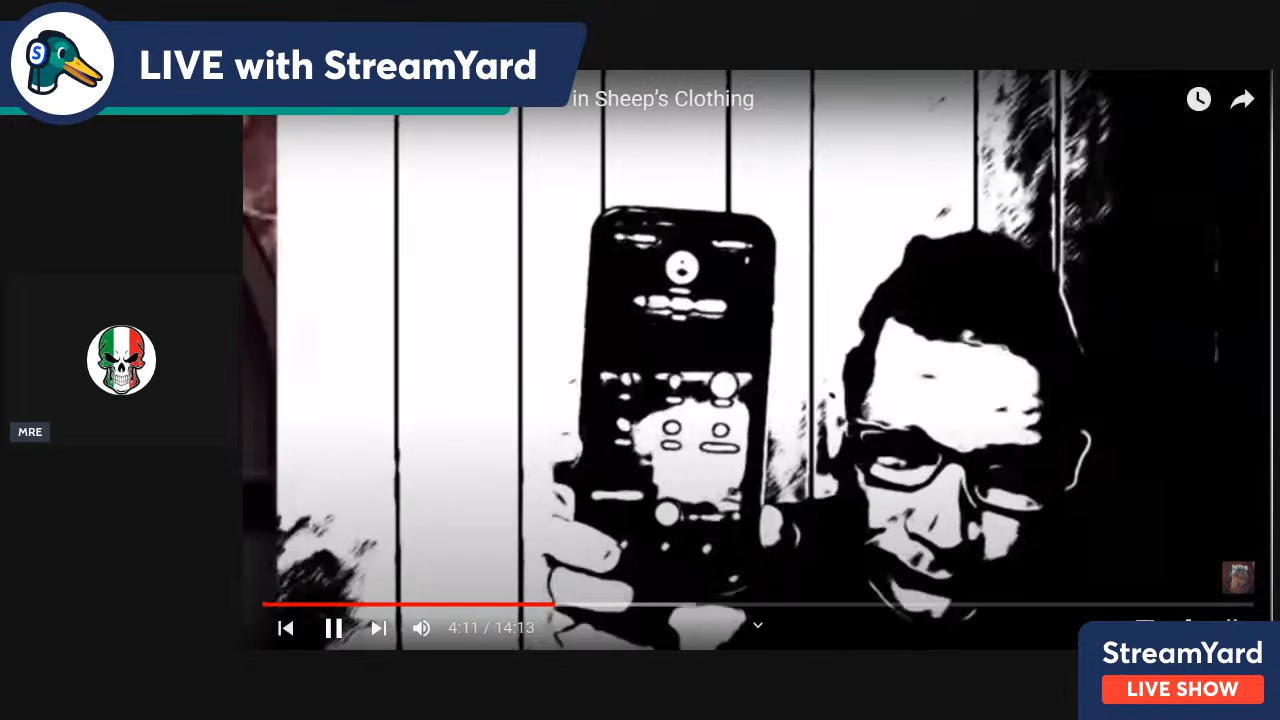 LIVE with StreamYard
in Sheep’s Clothing
MRE
4:11 / 14:13
StreamYard
LIVE SHOW